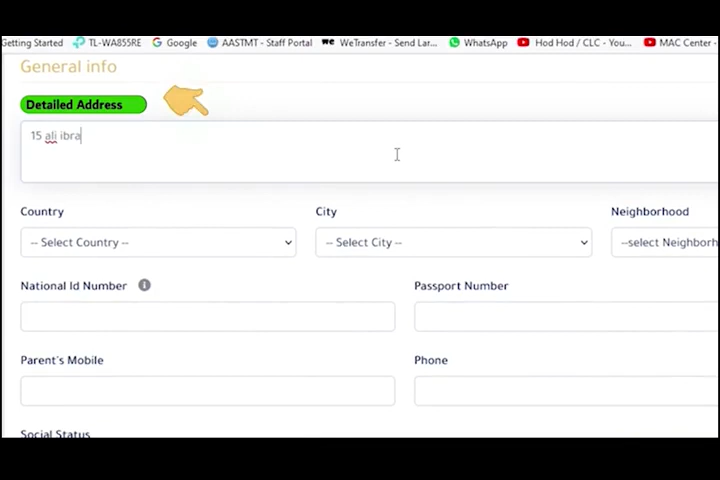 Getting Started TL-WA855RE Google AASTMT - Staff Portal WeTransfer - Send Lar... WhatsApp Hod Hod / CLC - You... MAC Center -
General info
Detailed Address
15 ali ibra
Country City Neighborhood
-- Select Country -- -- Select City -- --select Neighborh
National Id Number Passport Number
Parent's Mobile Phone
Social Status